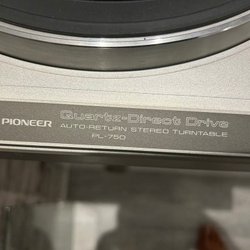 PIONEER
Quartz-Direct Drive
AUTO-RETURN STEREO TURNTABLE
PL-750